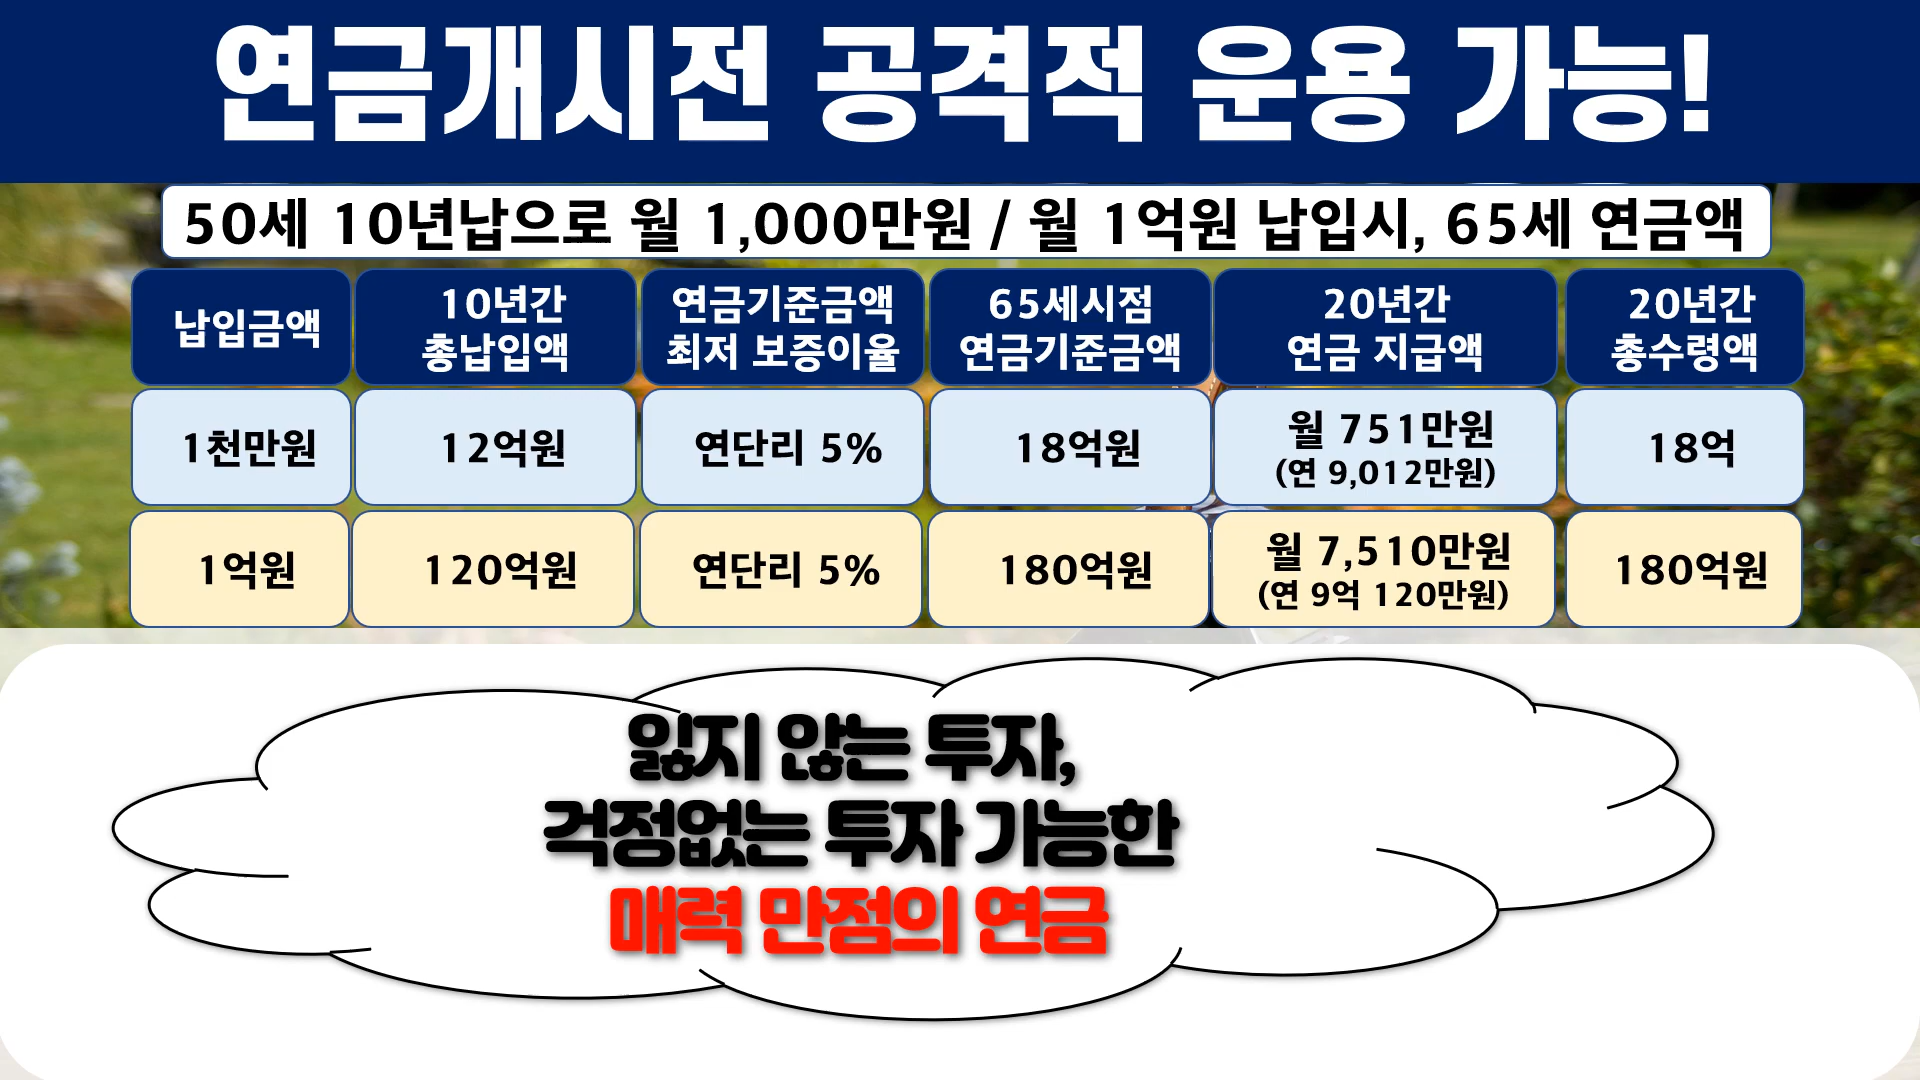 연금개시전 공격적 운용 가능!
50세 10년납으로 월 1,000만원 / 월 1억원 납입시, 65세 연금액
납입금액
10년간
총납입액
연금기준금액
최저 보증이율
65세시점
연금기준금액
20년간
연금 지급액
20년간
총수령액
1천만원
12억원
연단리 5%
18억원
월 751만원
(연 9,012만원)
18억
1억원
120억원
연단리 5%
180억원
월 7,510만원
(연 9억 120만원)
180억원
잃지 않는 투자,
걱정없는 투자 가능한
매력 만점의 연금